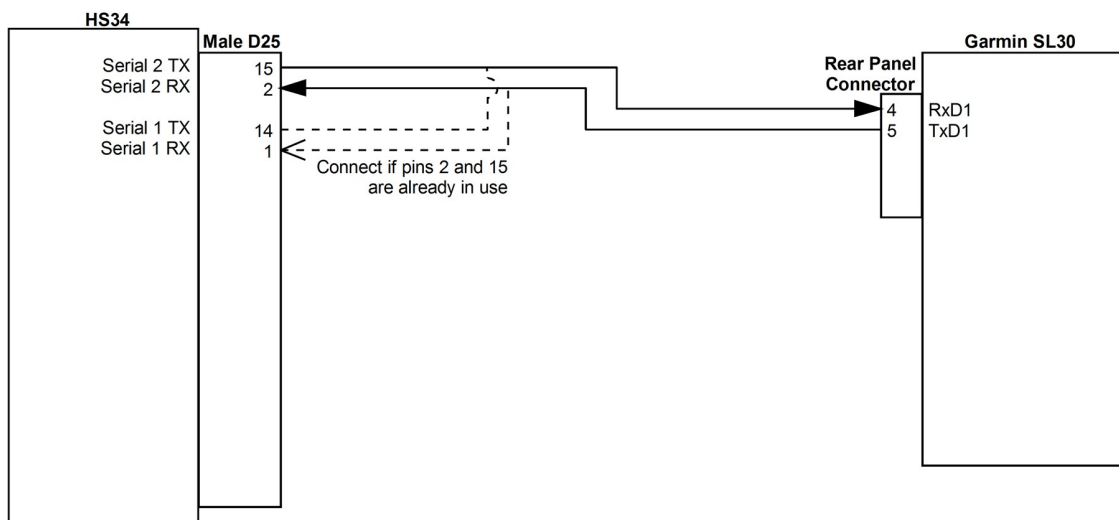 HS34
Male D25
Garmin SL30
Rear Panel
Connector
Serial 2 TX
15
Serial 2 RX
2
4
RxD1
Serial 1 TX
14
5
TxD1
Serial 1 RX
1
Connect if pins 2 and 15
are already in use